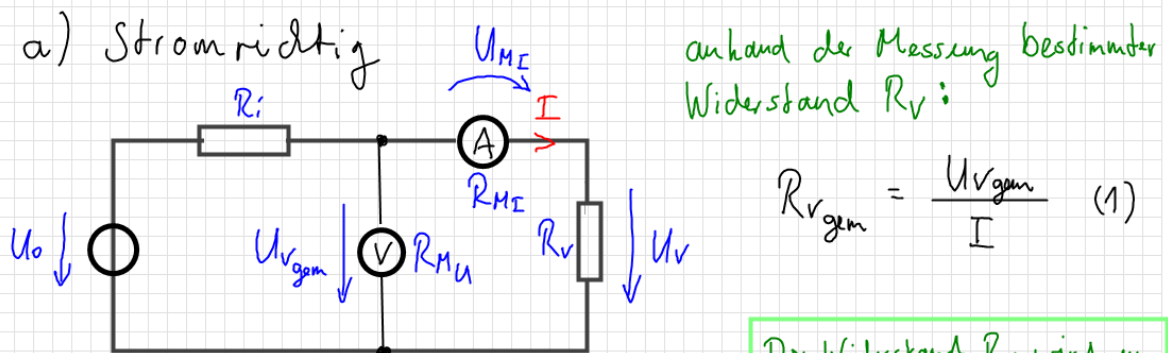 a) Stromrichtig
U_MI
anhand der Messung bestimmter
Widerstand R_V:
R_i
I
A
R_MI
R_Vgem = U_Vgem / I (1)
U_0
U_Vgem
V
R_MU
R_V
U_V